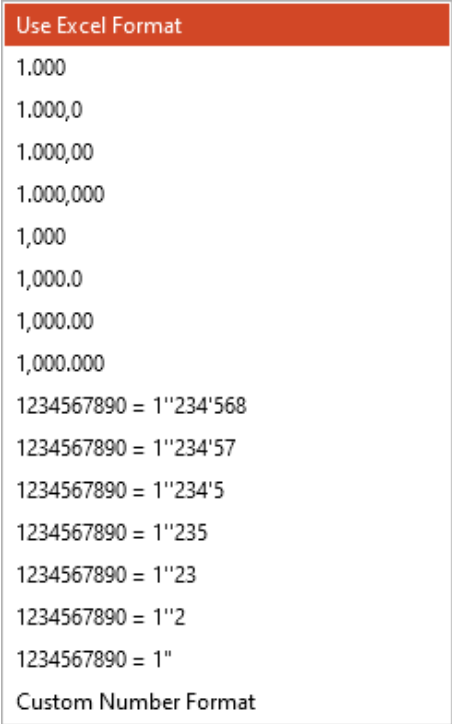 Use Excel Format
1.000
1.000,0
1.000,00
1.000,000
1,000
1,000.0
1,000.00
1,000.000
1234567890 = 1''234'568
1234567890 = 1''234'57
1234567890 = 1''234'5
1234567890 = 1''235
1234567890 = 1''23
1234567890 = 1''2
1234567890 = 1"
Custom Number Format